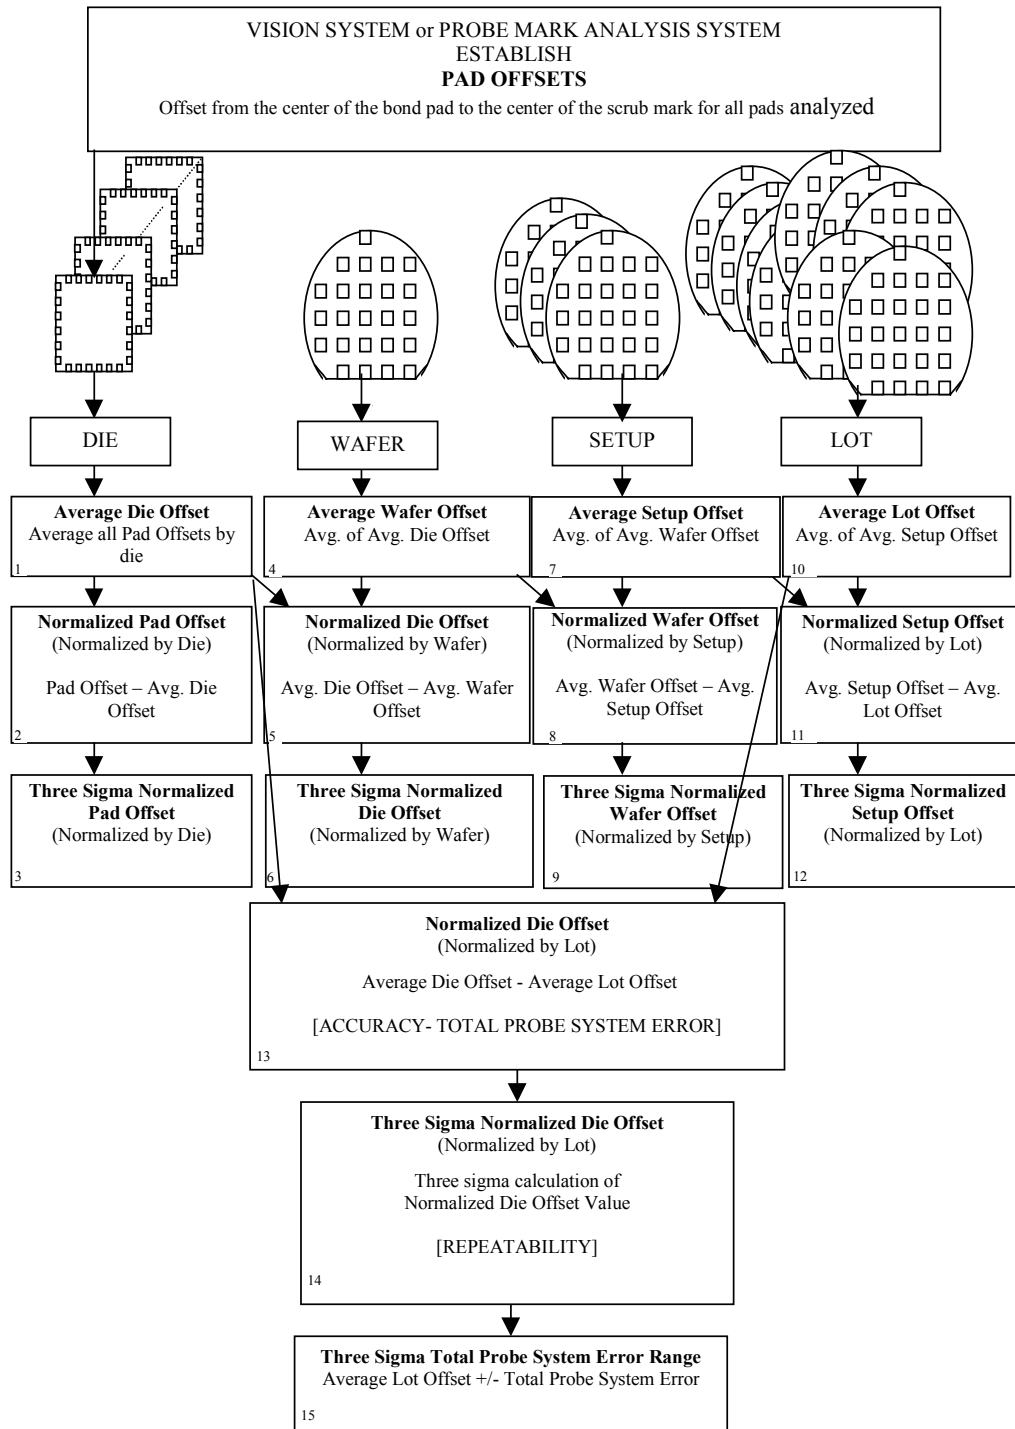 VISION SYSTEM or PROBE MARK ANALYSIS SYSTEM
ESTABLISH
PAD OFFSETS
Offset from the center of the bond pad to the center of the scrub mark for all pads analyzed
DIE
WAFER
SETUP
LOT
Average Die Offset
Average all Pad Offsets by
die
1
Average Wafer Offset
Avg. of Avg. Die Offset
4
Average Setup Offset
Avg. of Avg. Wafer Offset
7
Average Lot Offset
Avg. of Avg. Setup Offset
10
Normalized Pad Offset
(Normalized by Die)
Pad Offset – Avg. Die
Offset
2
Normalized Die Offset
(Normalized by Wafer)
Avg. Die Offset – Avg. Wafer
Offset
5
Normalized Wafer Offset
(Normalized by Setup)
Avg. Wafer Offset – Avg.
Setup Offset
8
Normalized Setup Offset
(Normalized by Lot)
Avg. Setup Offset – Avg.
Lot Offset
11
Three Sigma Normalized
Pad Offset
(Normalized by Die)
3
Three Sigma Normalized
Die Offset
(Normalized by Wafer)
6
Three Sigma Normalized
Wafer Offset
(Normalized by Setup)
9
Three Sigma Normalized
Setup Offset
(Normalized by Lot)
12
Normalized Die Offset
(Normalized by Lot)
Average Die Offset - Average Lot Offset
[ACCURACY- TOTAL PROBE SYSTEM ERROR]
13
Three Sigma Normalized Die Offset
(Normalized by Lot)
Three sigma calculation of
Normalized Die Offset Value
[REPEATABILITY]
14
Three Sigma Total Probe System Error Range
Average Lot Offset +/- Total Probe System Error
15